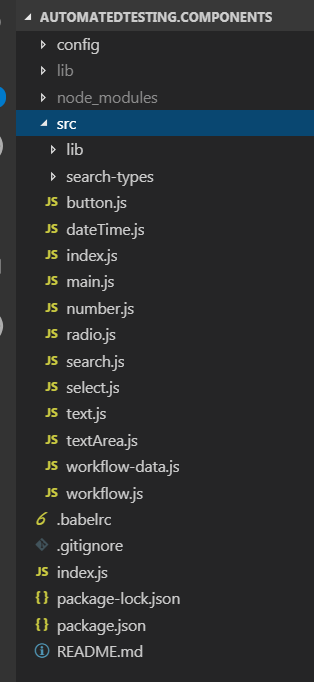 AUTOMATEDTESTING.COMPONENTS
config
lib
node_modules
src
lib
search-types
JS button.js
JS dateTime.js
JS index.js
JS main.js
JS number.js
JS radio.js
JS search.js
JS select.js
JS text.js
JS textArea.js
JS workflow-data.js
JS workflow.js
.babelrc
.gitignore
JS index.js
{} package-lock.json
{} package.json
README.md